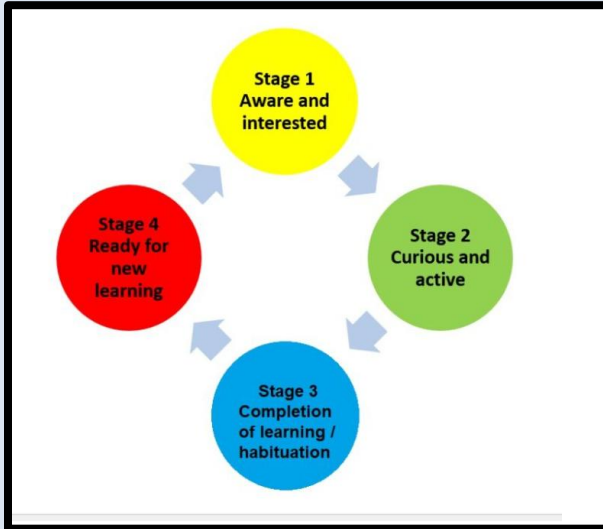 Stage 1
Aware and
interested
Stage 2
Curious and
active
Stage 3
Completion
of learning /
habituation
Stage 4
Ready for
new
learning